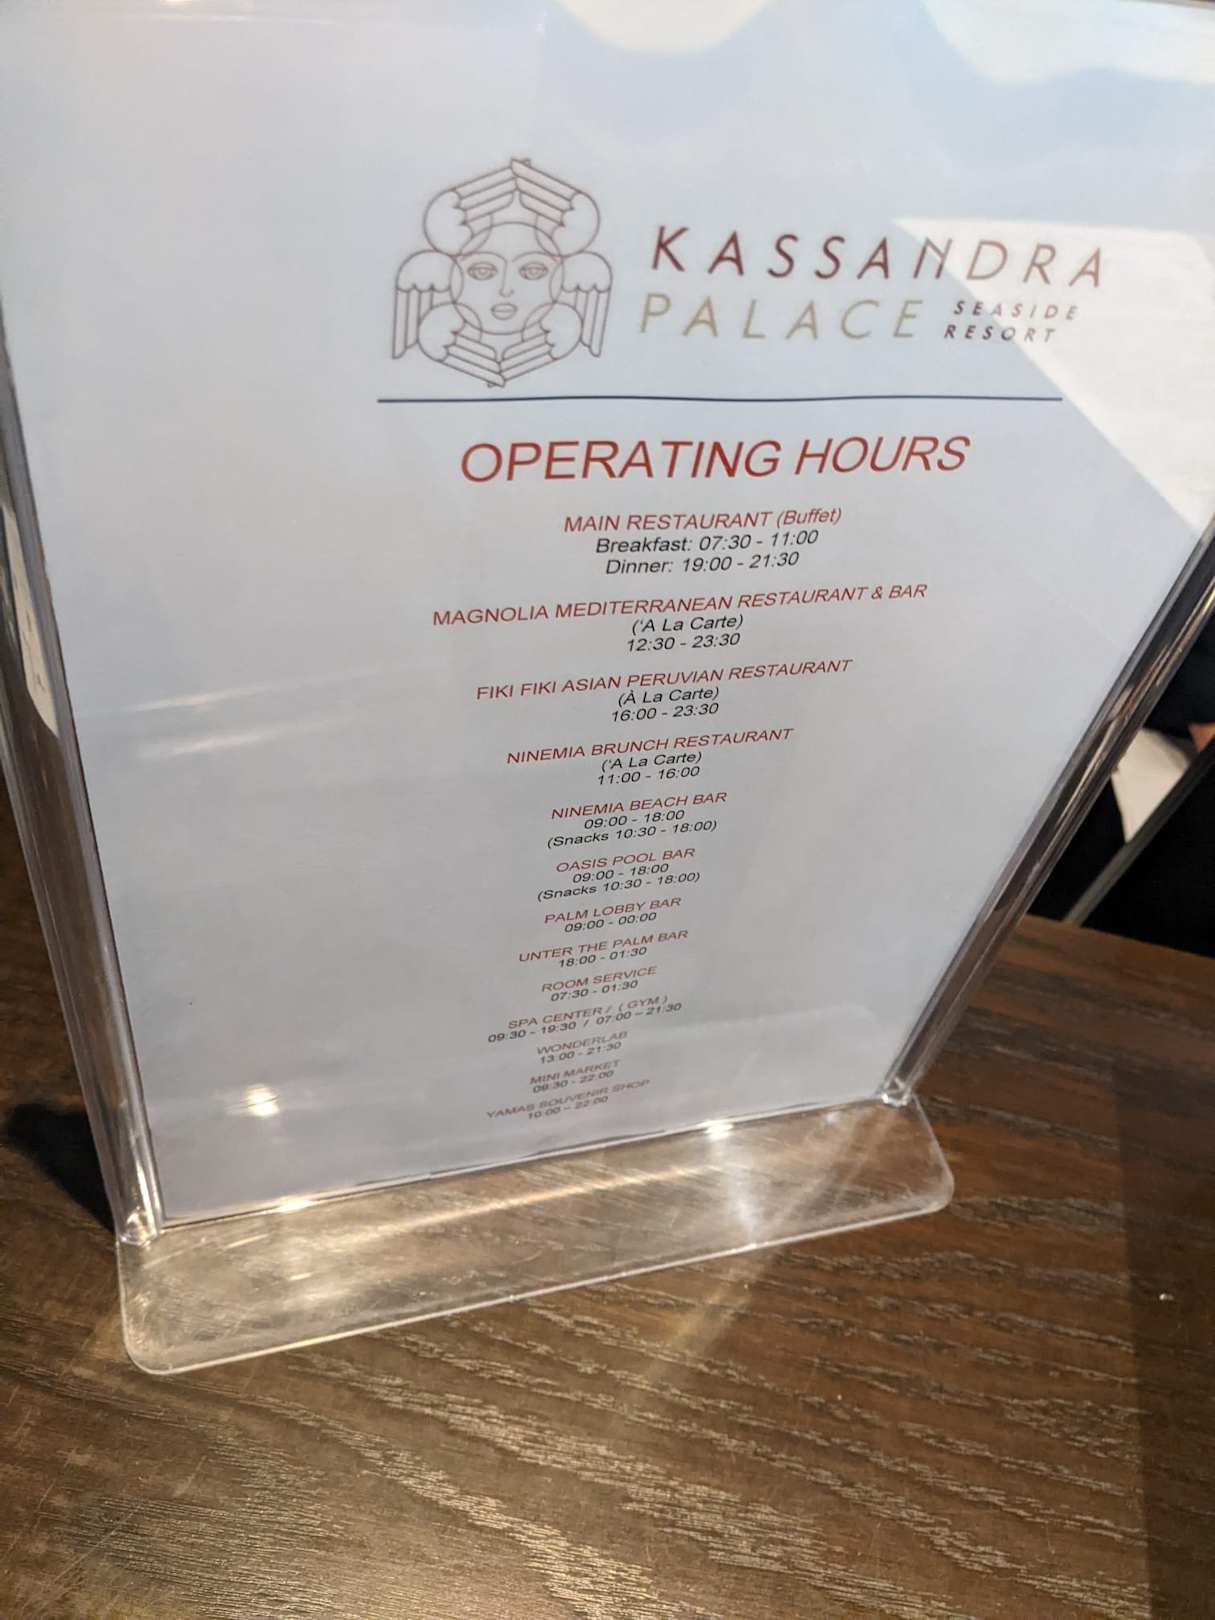 KASSANDRA
PALACE SEASIDE
RESORT
OPERATING HOURS
MAIN RESTAURANT (Buffet)
Breakfast: 07:30 - 11:00
Dinner: 19:00 - 21:30
MAGNOLIA MEDITERRANEAN RESTAURANT & BAR
('A La Carte)
12:30 - 23:30
FIKI FIKI ASIAN PERUVIAN RESTAURANT
(À La Carte)
16:00 - 23:30
NINEMIA BRUNCH RESTAURANT
('A La Carte)
11:00 - 16:00
NINEMIA BEACH BAR
09:00 - 18:00
(Snacks 10:30 - 18:00)
OASIS POOL BAR
09:00 - 18:00
(Snacks 10:30 - 18:00)
PALM LOBBY BAR
09:00 - 00:00
UNTER THE PALM BAR
18:00 - 01:30
ROOM SERVICE
07:30 - 01:30
SPA CENTER / ( GYM )
09:30 - 19:30 / 07:00 – 21:30
WONDERLAB
13:00 - 21:30
MINI MARKET
08:30 - 22:00
YAMAS SOUVENIR SHOP
10:00 – 22:00